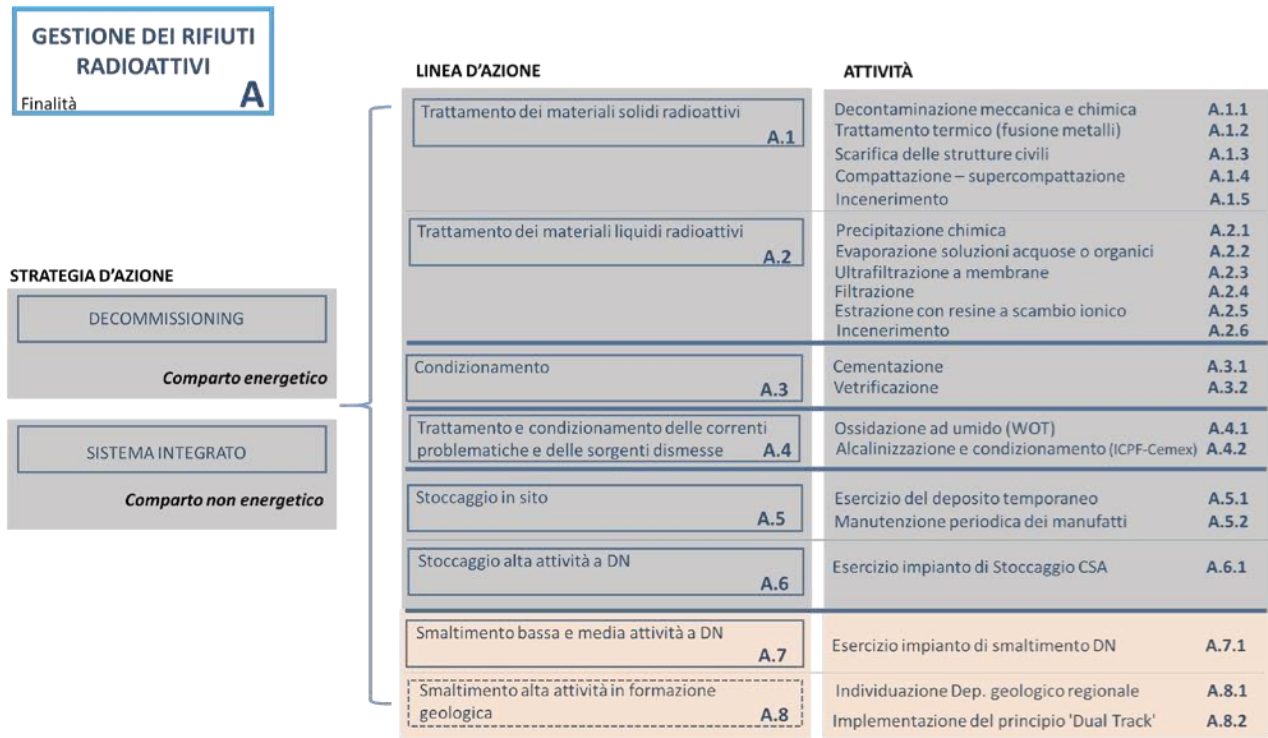 GESTIONE DEI RIFIUTI
RADIOATTIVI
Finalità A
STRATEGIA D'AZIONE
DECOMMISSIONING
Comparto energetico
SISTEMA INTEGRATO
Comparto non energetico
LINEA D'AZIONE ATTIVITÀ
Trattamento dei materiali solidi radioattivi
A.1
Decontaminazione meccanica e chimica A.1.1
Trattamento termico (fusione metalli) A.1.2
Scarifica delle strutture civili A.1.3
Compattazione – supercompattazione A.1.4
Incenerimento A.1.5
Trattamento dei materiali liquidi radioattivi
A.2
Precipitazione chimica A.2.1
Evaporazione soluzioni acquose o organici A.2.2
Ultrafiltrazione a membrane A.2.3
Filtrazione A.2.4
Estrazione con resine a scambio ionico A.2.5
Incenerimento A.2.6
Condizionamento
A.3
Cementazione A.3.1
Vetrificazione A.3.2
Trattamento e condizionamento delle correnti
problematiche e delle sorgenti dismesse A.4
Ossidazione ad umido (WOT) A.4.1
Alcalinizzazione e condizionamento (ICPF-Cemex) A.4.2
Stoccaggio in sito
A.5
Esercizio del deposito temporaneo A.5.1
Manutenzione periodica dei manufatti A.5.2
Stoccaggio alta attività a DN
A.6
Esercizio impianto di Stoccaggio CSA A.6.1
Smaltimento bassa e media attività a DN
A.7
Esercizio impianto di smaltimento DN A.7.1
Smaltimento alta attività in formazione
geologica A.8
Individuazione Dep. geologico regionale A.8.1
Implementazione del principio 'Dual Track' A.8.2